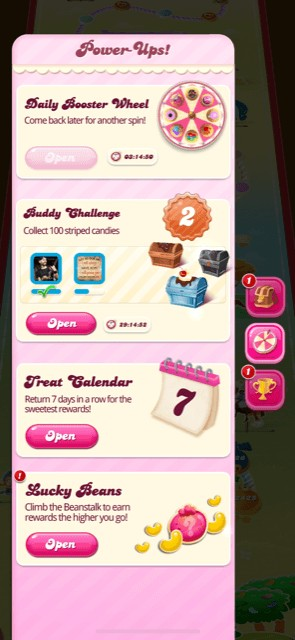 Power-Ups!
Daily Booster Wheel
Come back later for another spin!
Open
03:14:50
Buddy Challenge
Collect 100 striped candies
2
Open
29:14:52
1
1
Treat Calendar
Return 7 days in a row for the
sweetest rewards!
7
Open
1
Lucky Beans
Climb the Beanstalk to earn
rewards the higher you go!
Open